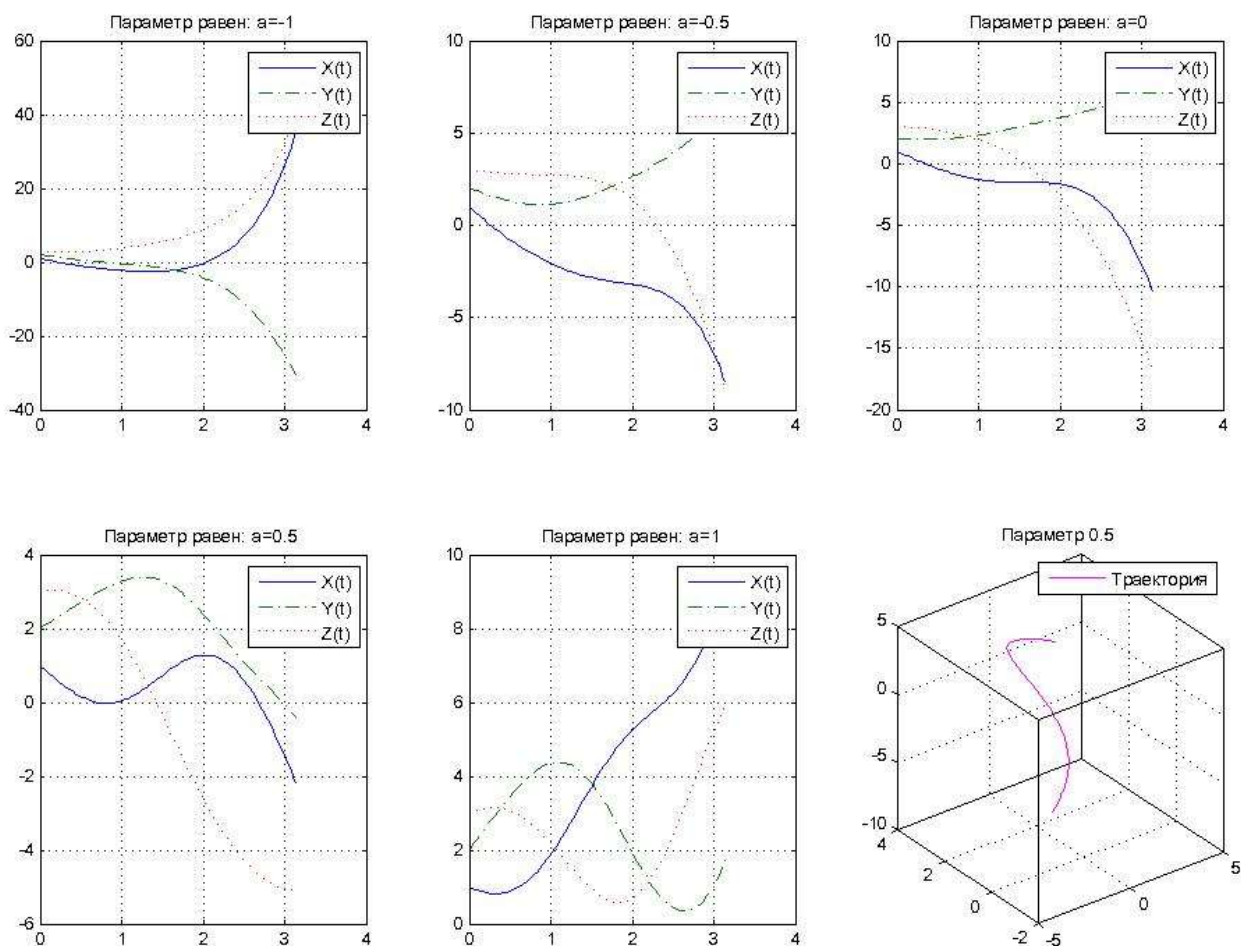 Параметр равен: a=-1
60
40
20
0
-20
-40
0 1 2 3 4
X(t)
Y(t)
Z(t)
Параметр равен: a=-0.5
10
5
0
-5
-10
0 1 2 3 4
X(t)
Y(t)
Z(t)
Параметр равен: a=0
10
5
0
-5
-10
-15
-20
0 1 2 3 4
X(t)
Y(t)
Z(t)
Параметр равен: a=0.5
4
2
0
-2
-4
-6
0 1 2 3 4
X(t)
Y(t)
Z(t)
Параметр равен: a=1
10
8
6
4
2
0
0 1 2 3 4
X(t)
Y(t)
Z(t)
Параметр 0.5
Траектория
5
0
-5
-10
4
2
0
-2
-5
0
5